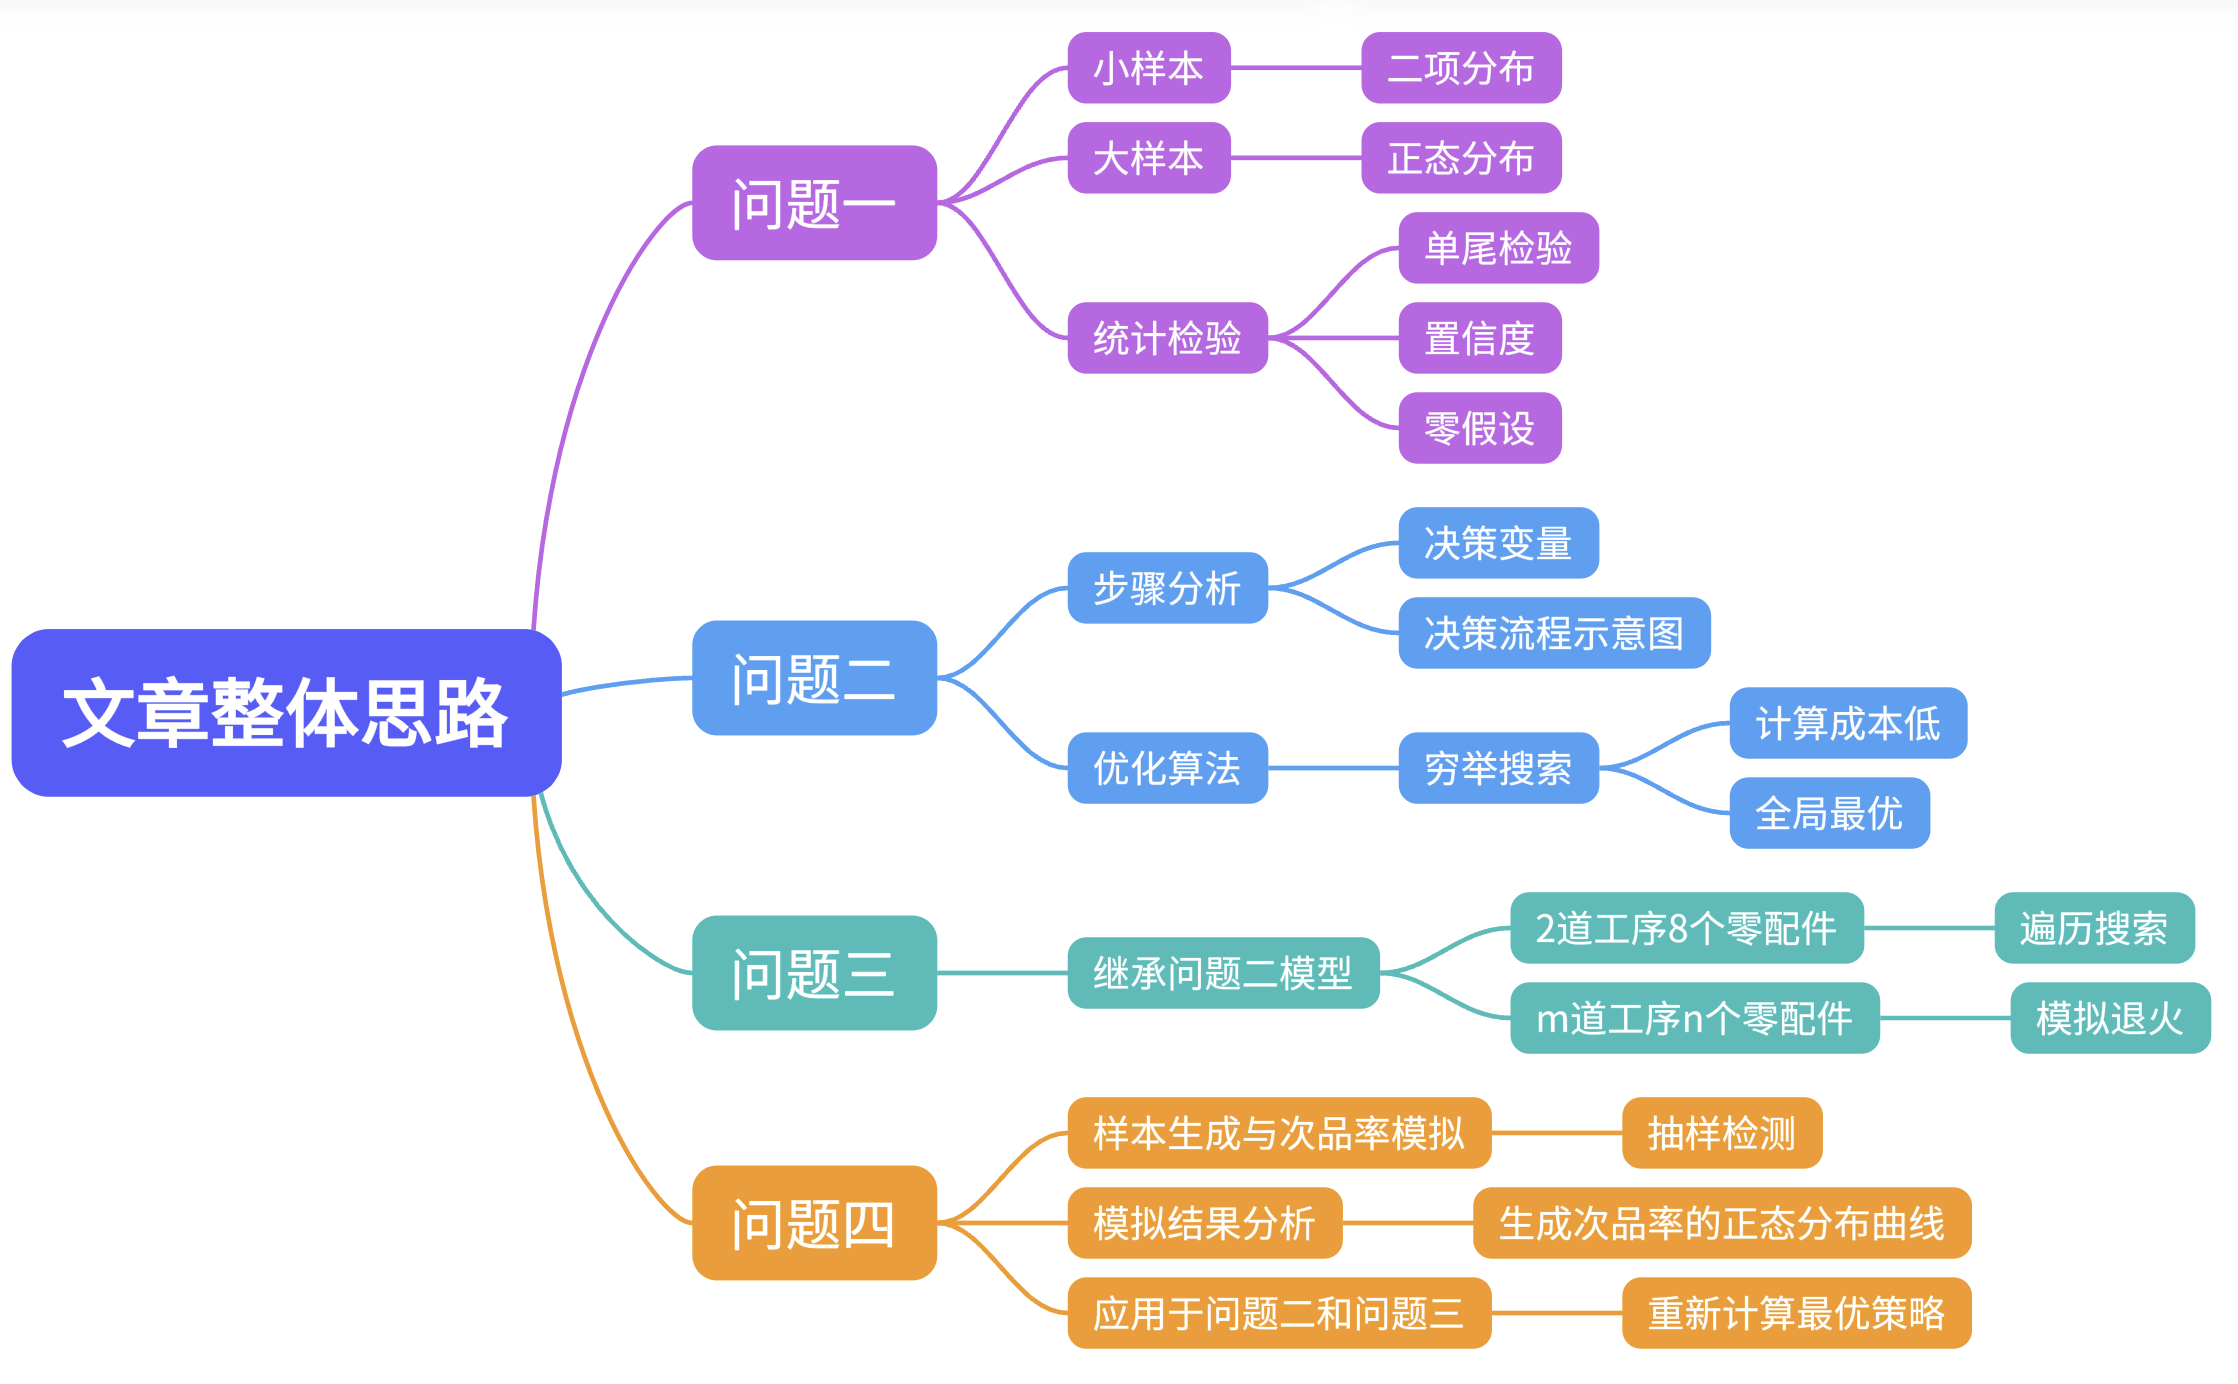 文章整体思路
问题一
小样本
二项分布
大样本
正态分布
统计检验
单尾检验
置信度
零假设
问题二
步骤分析
决策变量
决策流程示意图
优化算法
穷举搜索
计算成本低
全局最优
问题三
继承问题二模型
2道工序8个零配件
遍历搜索
m道工序n个零配件
模拟退火
问题四
样本生成与次品率模拟
抽样检测
模拟结果分析
生成次品率的正态分布曲线
应用于问题二和问题三
重新计算最优策略